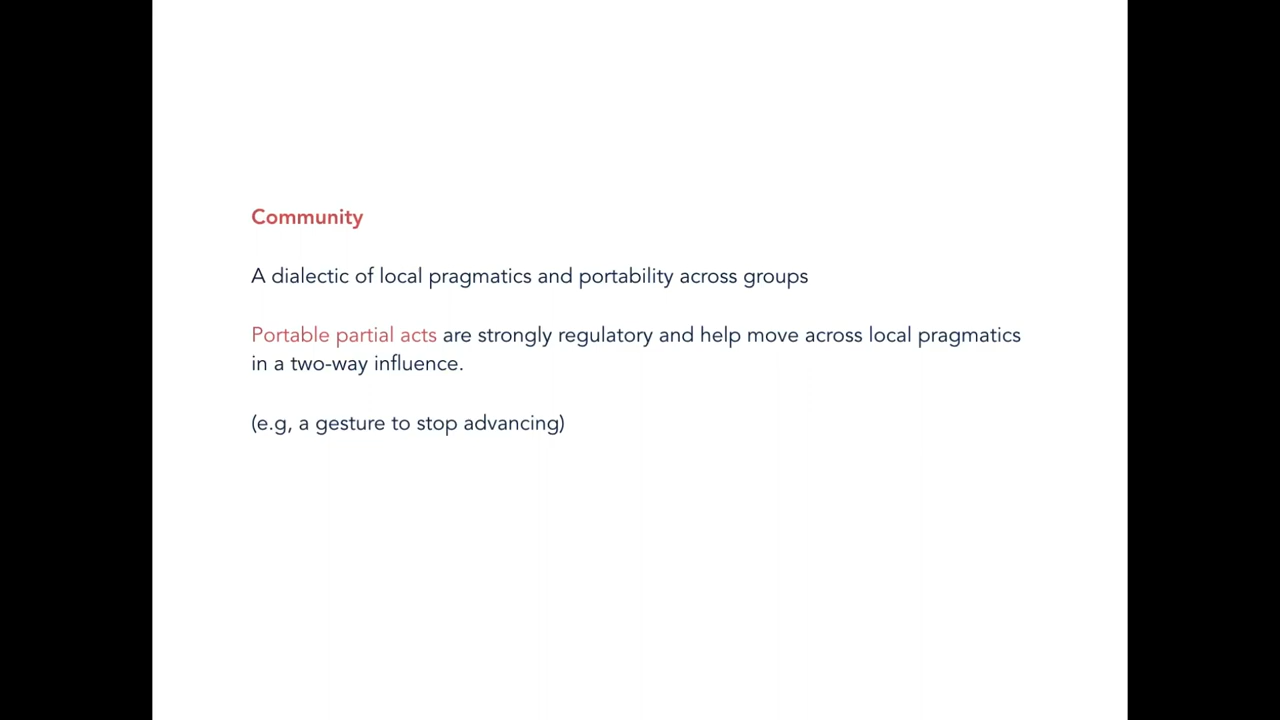 Community
A dialectic of local pragmatics and portability across groups
Portable partial acts are strongly regulatory and help move across local pragmatics
in a two-way influence.
(e.g, a gesture to stop advancing)